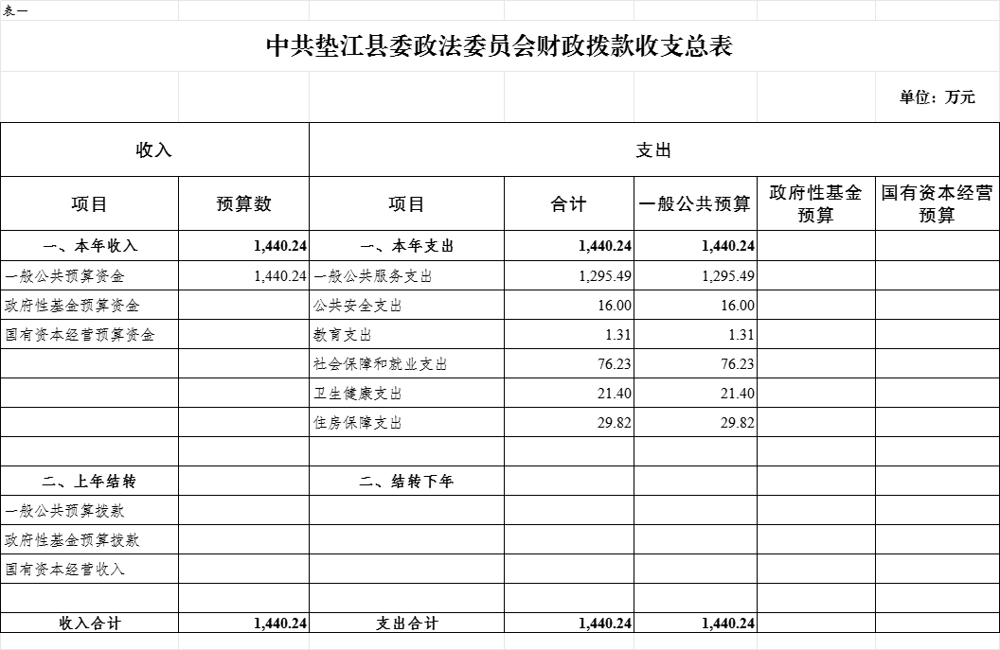 表一
中共垫江县委政法委员会财政拨款收支总表
单位：万元
收入 支出
项目 预算数 项目 合计 一般公共预算 政府性基金预算 国有资本经营预算
一、本年收入 1,440.24 一、本年支出 1,440.24 1,440.24
一般公共预算资金 1,440.24 一般公共服务支出 1,295.49 1,295.49
政府性基金预算资金 公共安全支出 16.00 16.00
国有资本经营预算资金 教育支出 1.31 1.31
社会保障和就业支出 76.23 76.23
卫生健康支出 21.40 21.40
住房保障支出 29.82 29.82
二、上年结转 二、结转下年
一般公共预算拨款
政府性基金预算拨款
国有资本经营收入
收入合计 1,440.24 支出合计 1,440.24 1,440.24